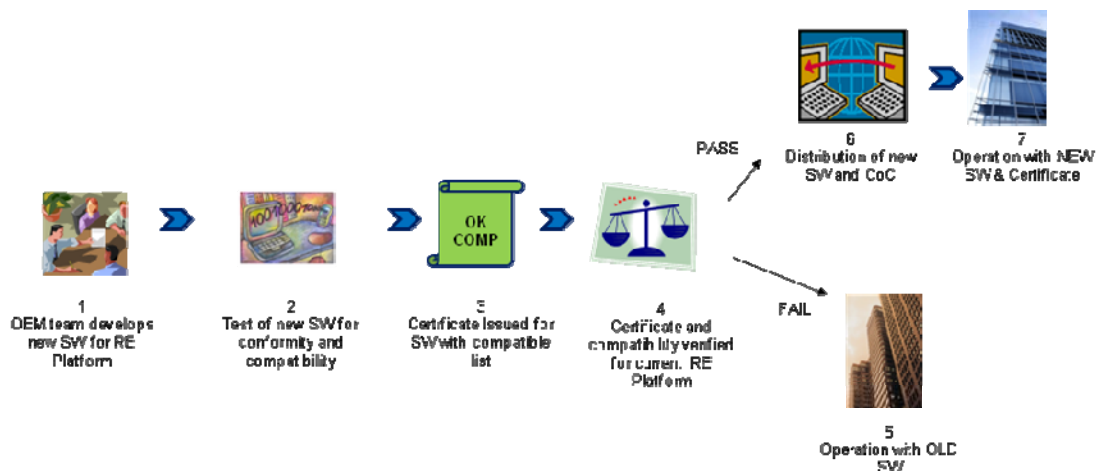 1
OEM team develops
new SW for RE
Platform
2
Test of new SW for
conformity and
compatibility
OK
COMP
3
Certificate Issued for
SW with compatible
list
4
Certificate and
compatibility verified
for current RE
Platform
PASS
6
Distribution of new
SW and CoC
7
Operation with NEW
SW & Certificate
FAIL
5
Operation with OLD
SW